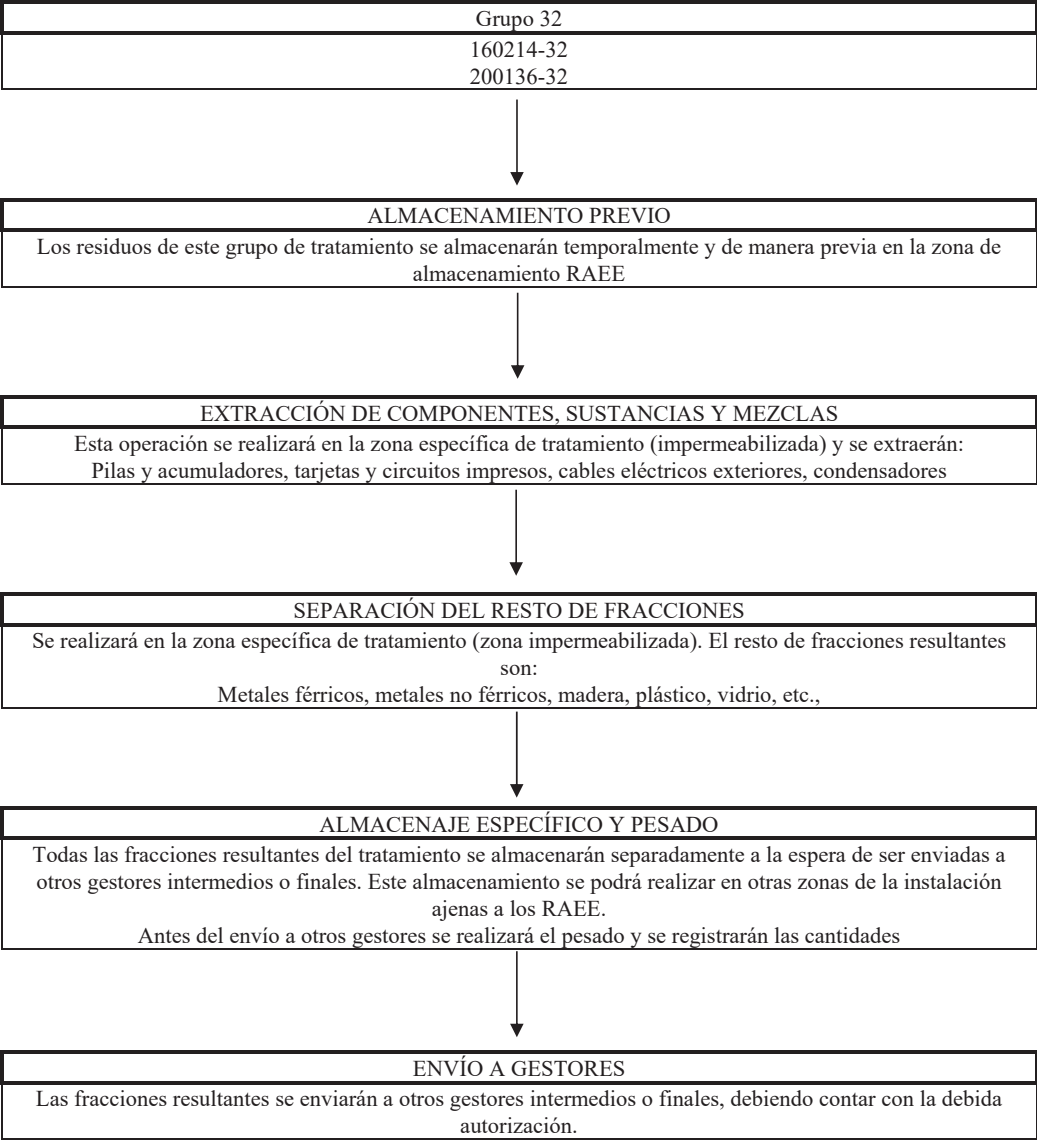 Grupo 32
160214-32
200136-32
ALMACENAMIENTO PREVIO
Los residuos de este grupo de tratamiento se almacenarán temporalmente y de manera previa en la zona de
almacenamiento RAEE
EXTRACCIÓN DE COMPONENTES, SUSTANCIAS Y MEZCLAS
Esta operación se realizará en la zona específica de tratamiento (impermeabilizada) y se extraerán:
Pilas y acumuladores, tarjetas y circuitos impresos, cables eléctricos exteriores, condensadores
SEPARACIÓN DEL RESTO DE FRACCIONES
Se realizará en la zona específica de tratamiento (zona impermeabilizada). El resto de fracciones resultantes
son:
Metales férricos, metales no férricos, madera, plástico, vidrio, etc.,
ALMACENAJE ESPECÍFICO Y PESADO
Todas las fracciones resultantes del tratamiento se almacenarán separadamente a la espera de ser enviadas a
otros gestores intermedios o finales. Este almacenamiento se podrá realizar en otras zonas de la instalación
ajenas a los RAEE.
Antes del envío a otros gestores se realizará el pesado y se registrarán las cantidades
ENVÍO A GESTORES
Las fracciones resultantes se enviarán a otros gestores intermedios o finales, debiendo contar con la debida
autorización.